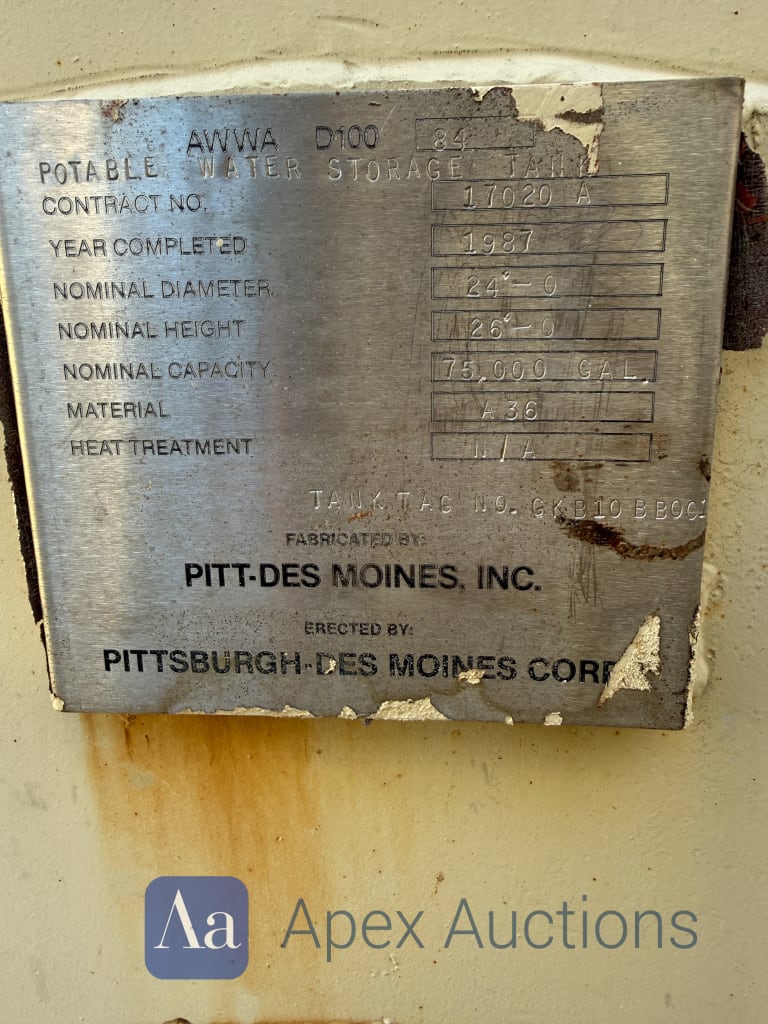 AWWA D100 84
POTABLE WATER STORAGE TANK
CONTRACT NO. 17020 A
YEAR COMPLETED 1987
NOMINAL DIAMETER 24'-0
NOMINAL HEIGHT 26'-0
NOMINAL CAPACITY 75,000 GAL.
MATERIAL A36
HEAT TREATMENT N/A
TANK TAG NO. GKB10BB001
FABRICATED BY:
PITT-DES MOINES, INC.
ERECTED BY:
PITTSBURGH-DES MOINES CORP
Aa Apex Auctions